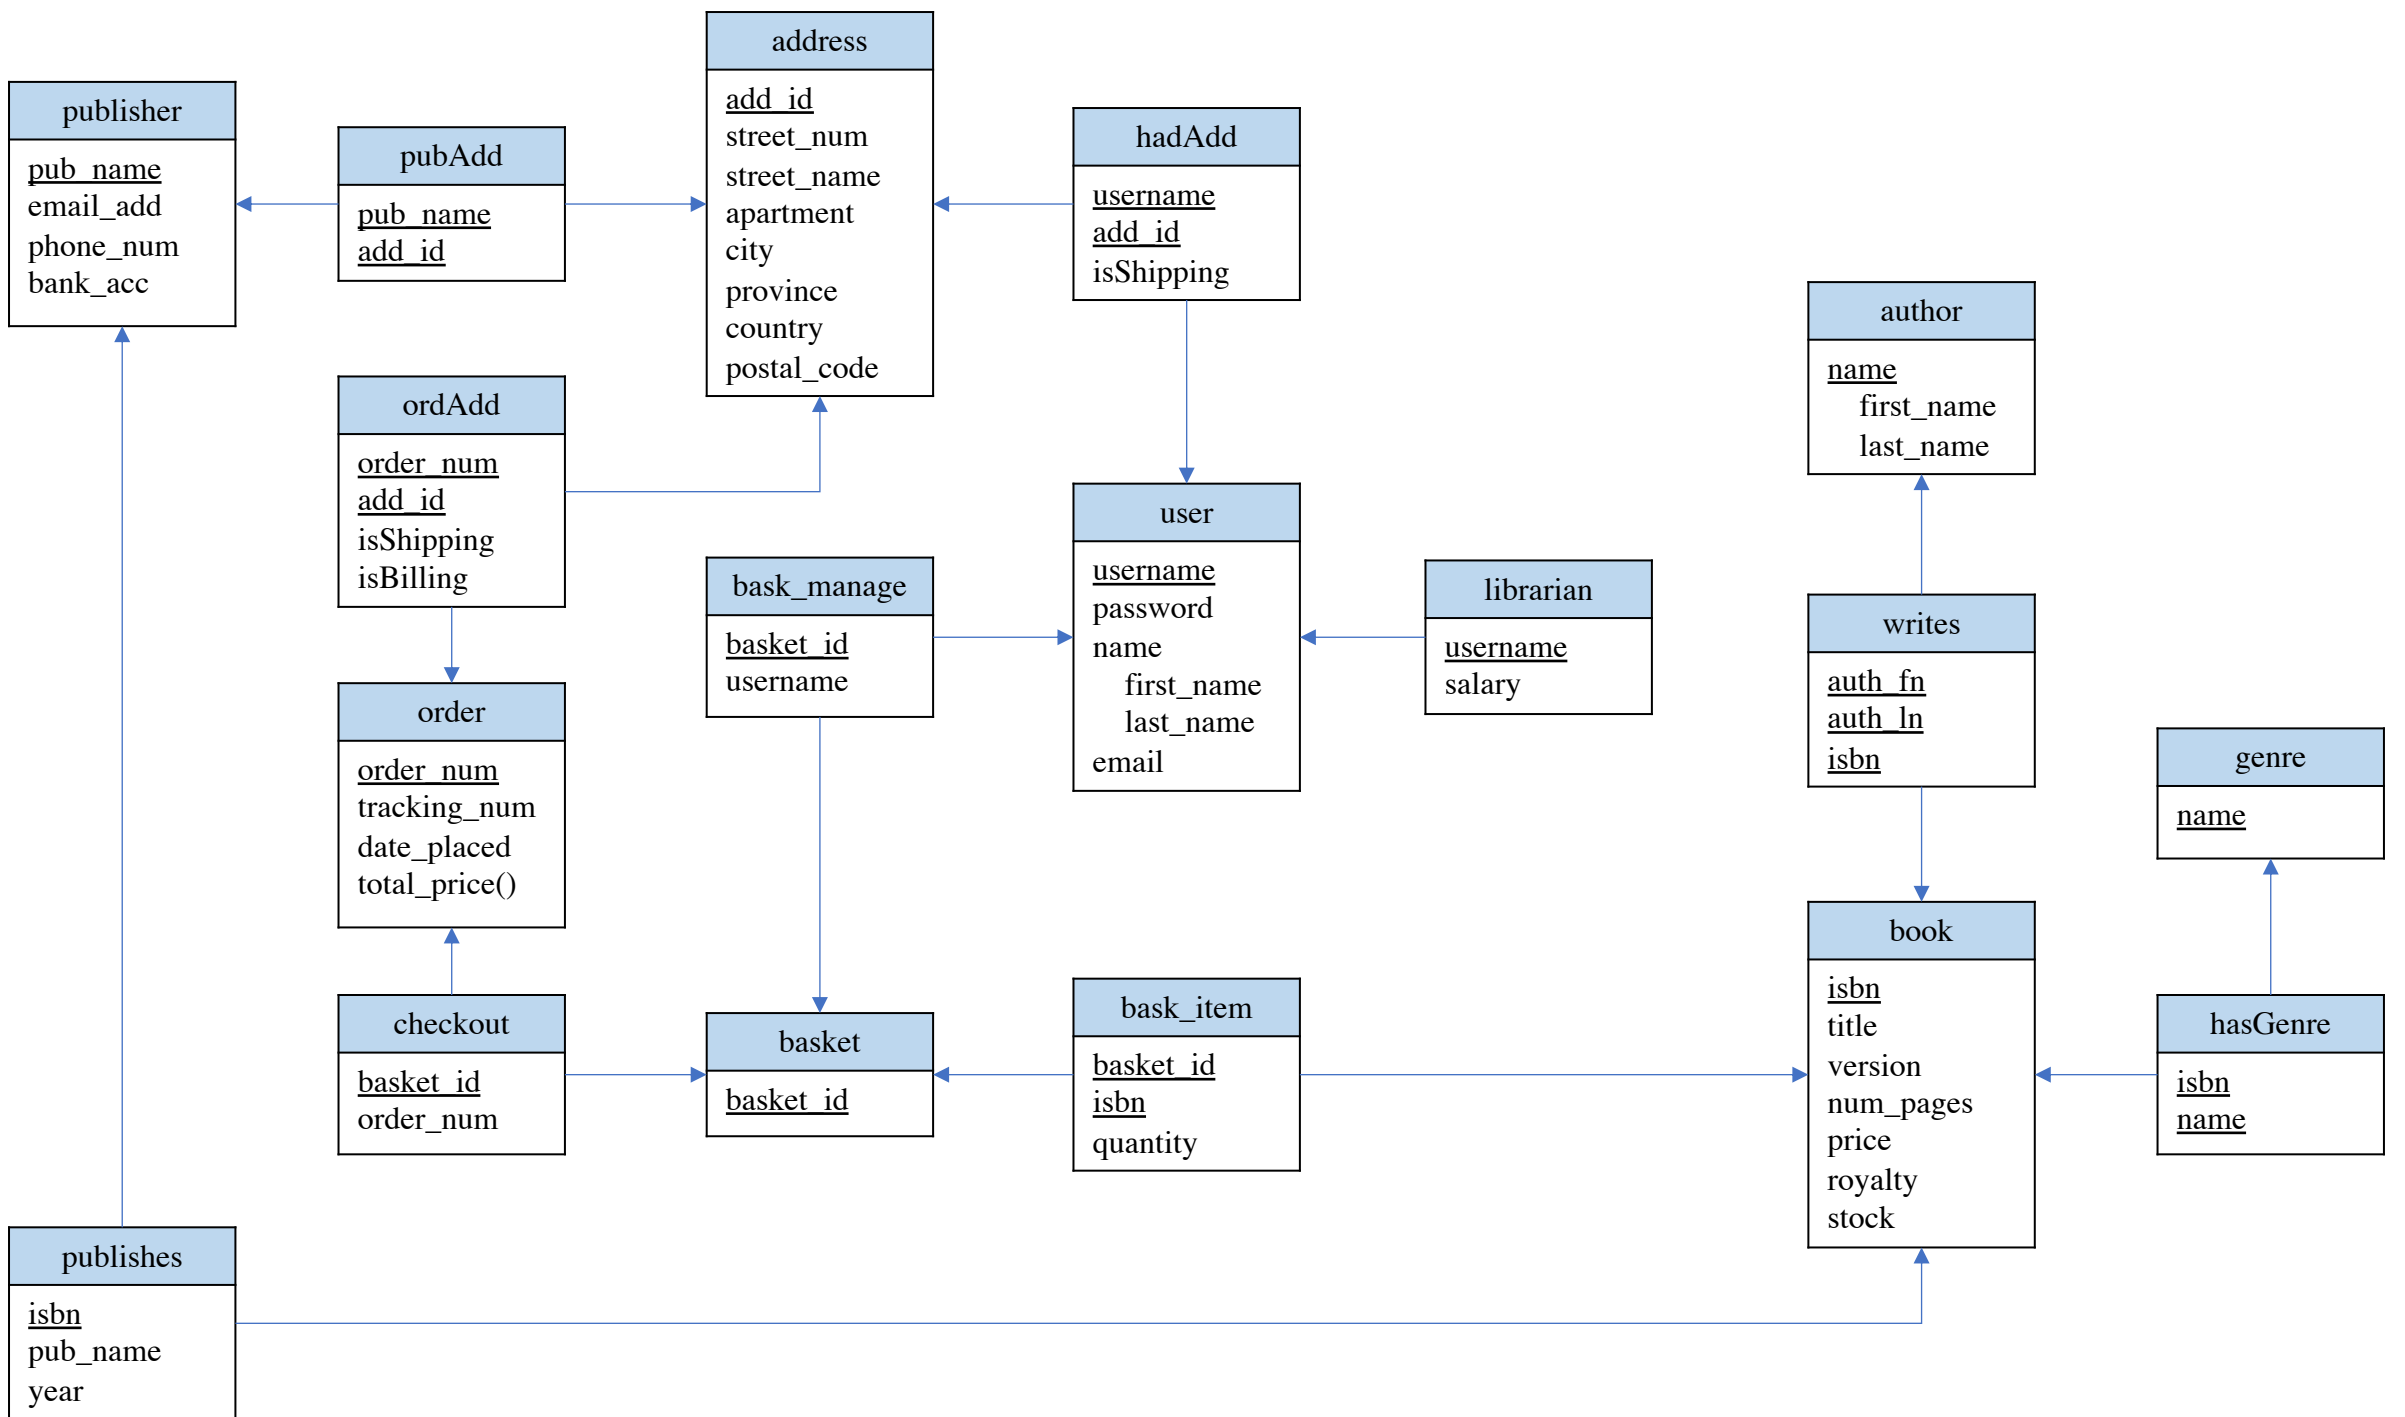 address
add_id
street_num
street_name
apartment
city
province
country
postal_code
publisher
pub_name
email_add
phone_num
bank_acc
pubAdd
pub_name
add_id
hadAdd
username
add_id
isShipping
author
name
first_name
last_name
ordAdd
order_num
add_id
isShipping
isBilling
user
username
password
name
first_name
last_name
email
bask_manage
basket_id
username
librarian
username
salary
writes
auth_fn
auth_ln
isbn
order
order_num
tracking_num
date_placed
total_price()
genre
name
book
isbn
title
version
num_pages
price
royalty
stock
checkout
basket_id
order_num
basket
basket_id
bask_item
basket_id
isbn
quantity
hasGenre
isbn
name
publishes
isbn
pub_name
year